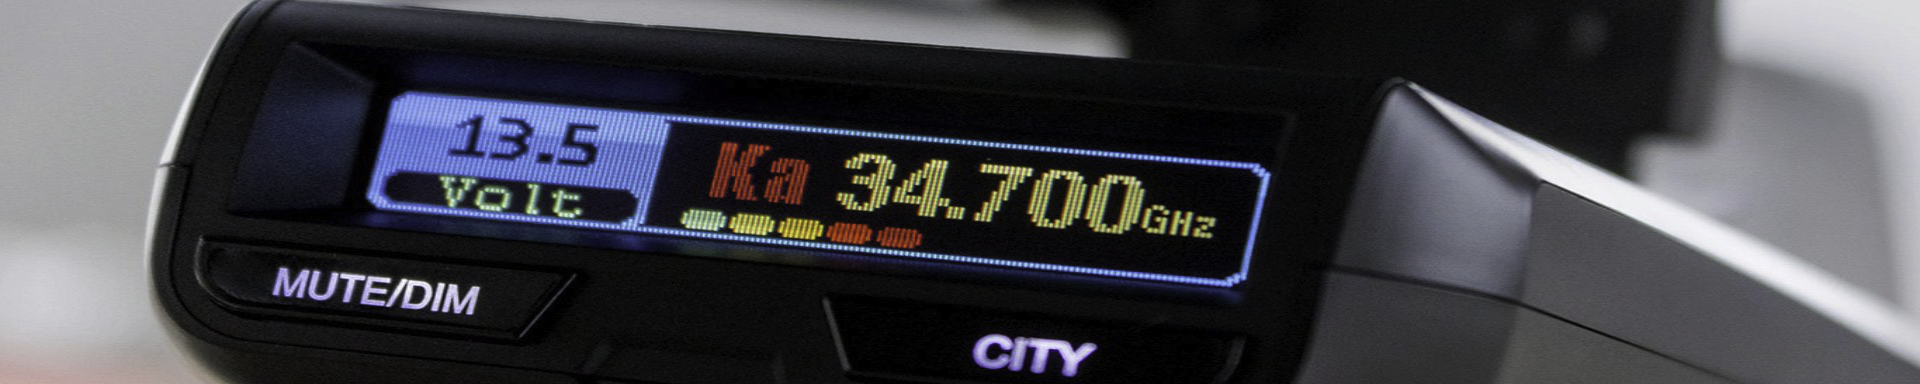 13.5
Volt
Ka 34.700GHz
MUTE/DIM
CITY